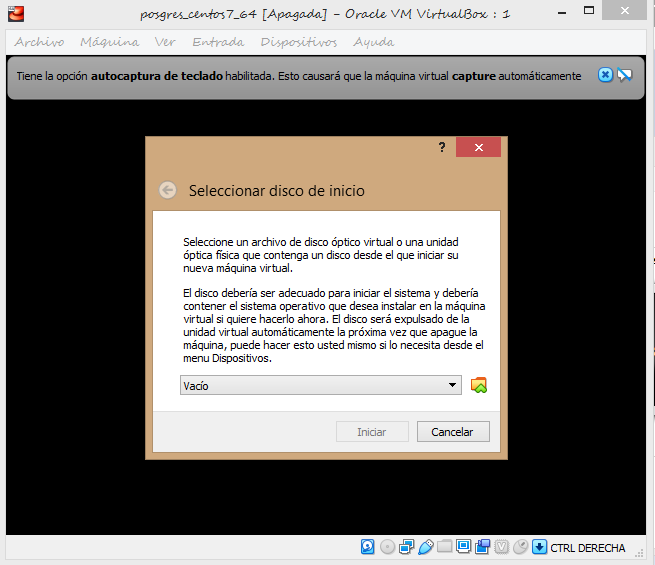 posgres_centos7_64 [Apagada] - Oracle VM VirtualBox : 1
Archivo Máquina Ver Entrada Dispositivos Ayuda
Tiene la opción autocaptura de teclado habilitada. Esto causará que la máquina virtual capture automáticamente
?
Seleccionar disco de inicio
Seleccione un archivo de disco óptico virtual o una unidad
óptica física que contenga un disco desde el que iniciar su
nueva máquina virtual.
El disco debería ser adecuado para iniciar el sistema y debería
contener el sistema operativo que desea instalar en la máquina
virtual si quiere hacerlo ahora. El disco será expulsado de la
unidad virtual automáticamente la próxima vez que apague la
máquina, puede hacer esto usted mismo si lo necesita desde el
menu Dispositivos.
Vacío
Iniciar Cancelar
CTRL DERECHA